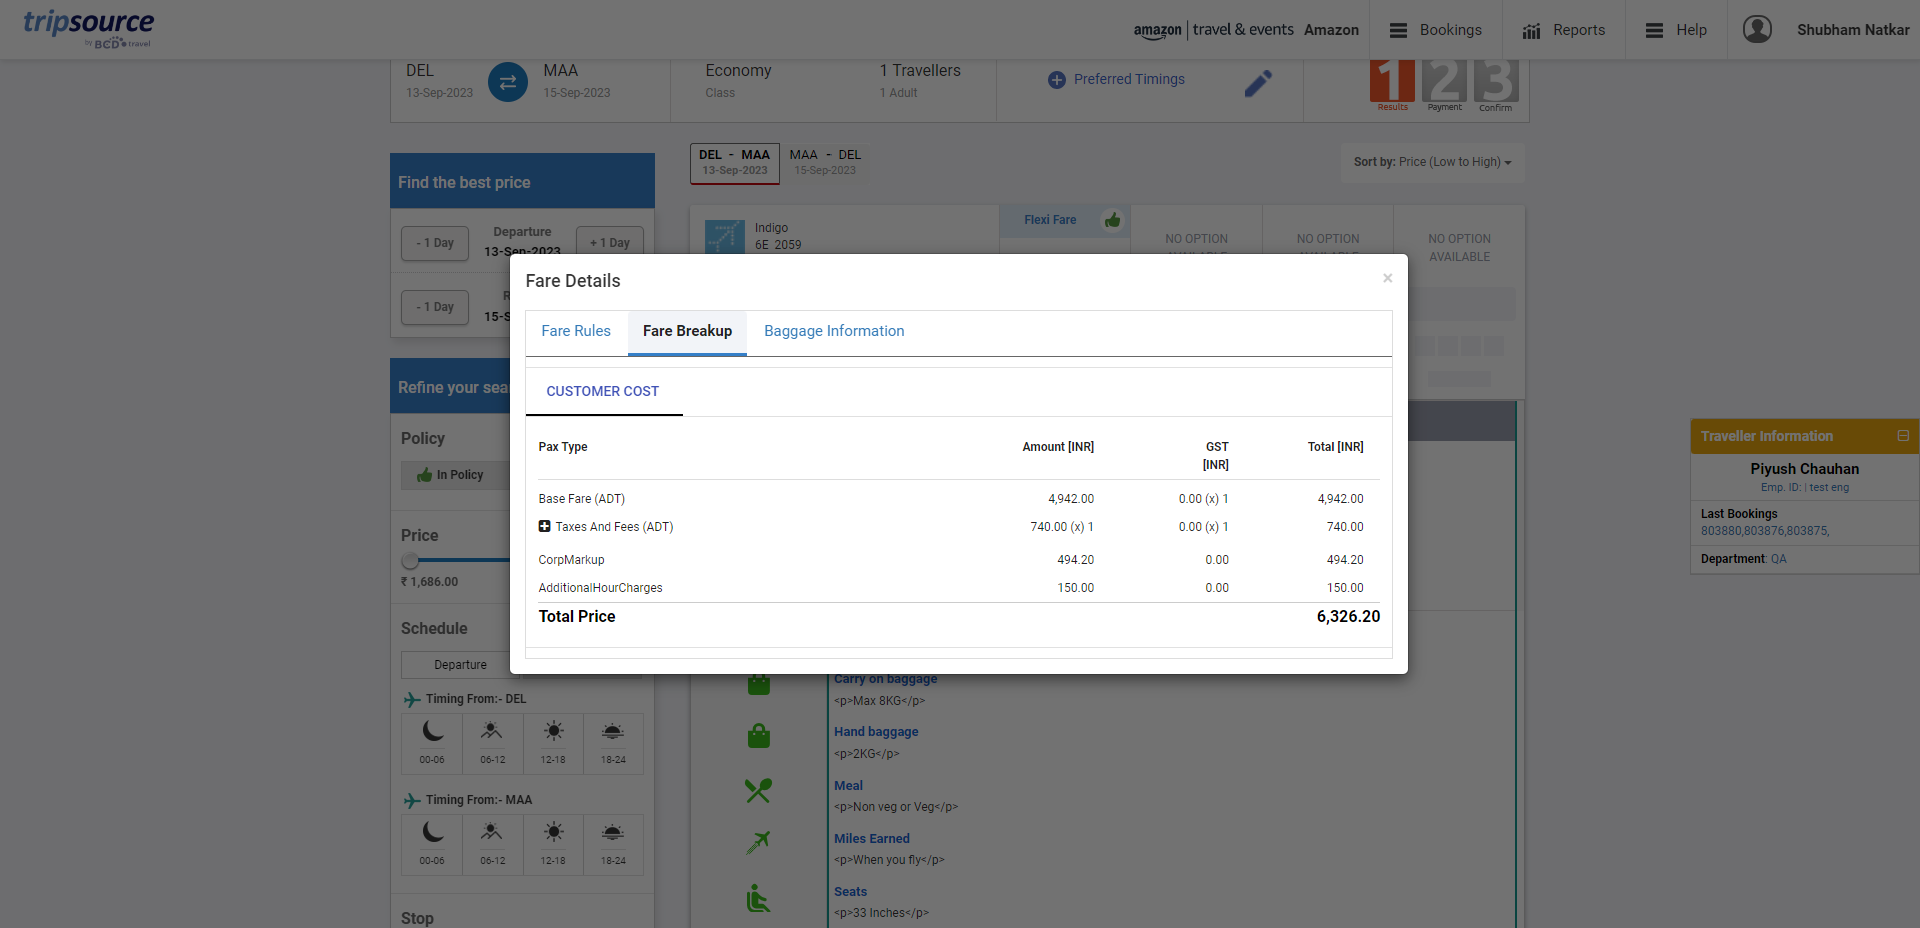 tripsource
by BCD travel
amazon | travel & events Amazon
Bookings
Reports
Help
Shubham Natkar
DEL
13-Sep-2023
MAA
15-Sep-2023
Economy
Class
1 Travellers
1 Adult
Preferred Timings
1 2 3
Results Payment Confirm
Find the best price
- 1 Day
Departure
13-Sep-2023
+ 1 Day
- 1 Day
R
15-S
DEL - MAA
13-Sep-2023
MAA - DEL
15-Sep-2023
Sort by: Price (Low to High)
Indigo
6E 2059
Flexi Fare
NO OPTION
AVAILABLE
NO OPTION
AVAILABLE
NO OPTION
AVAILABLE
Fare Details
×
Fare Rules
Fare Breakup
Baggage Information
CUSTOMER COST
Pax Type Amount [INR] GST [INR] Total [INR]
Base Fare (ADT) 4,942.00 0.00 (x) 1 4,942.00
Taxes And Fees (ADT) 740.00 (x) 1 0.00 (x) 1 740.00
CorpMarkup 494.20 0.00 494.20
AdditionalHourCharges 150.00 0.00 150.00
Total Price 6,326.20
Refine your sea
Policy
In Policy
Price
₹ 1,686.00
Schedule
Departure
Timing From:- DEL
00-06 06-12 12-18 18-24
Timing From:- MAA
00-06 06-12 12-18 18-24
Stop
Carry on baggage
<p>Max 8KG</p>
Hand baggage
<p>2KG</p>
Meal
<p>Non veg or Veg</p>
Miles Earned
<p>When you fly</p>
Seats
<p>33 Inches</p>
Traveller Information
Piyush Chauhan
Emp. ID: | test eng
Last Bookings
803880,803876,803875,
Department: QA